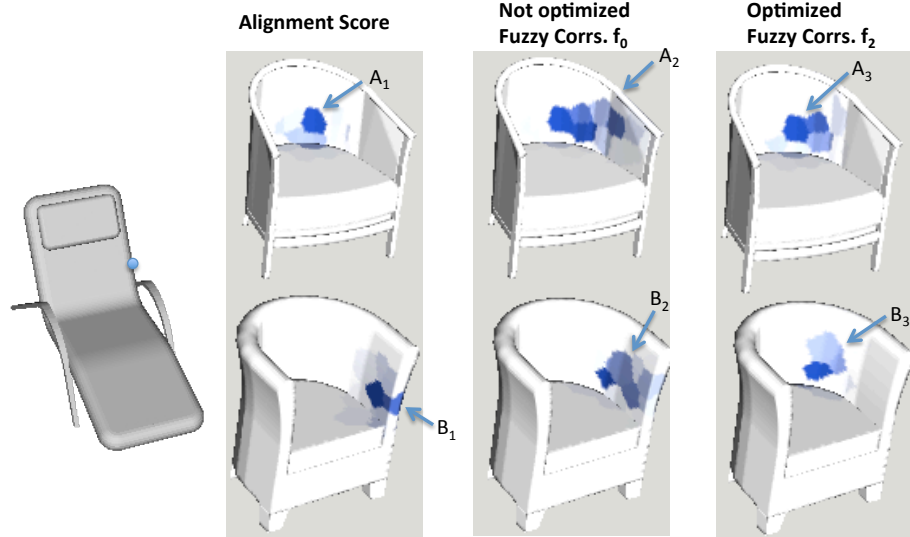 Alignment Score
Not optimized
Fuzzy Corrs. f₀
Optimized
Fuzzy Corrs. f₂
A₁
A₂
A₃
B₁
B₂
B₃